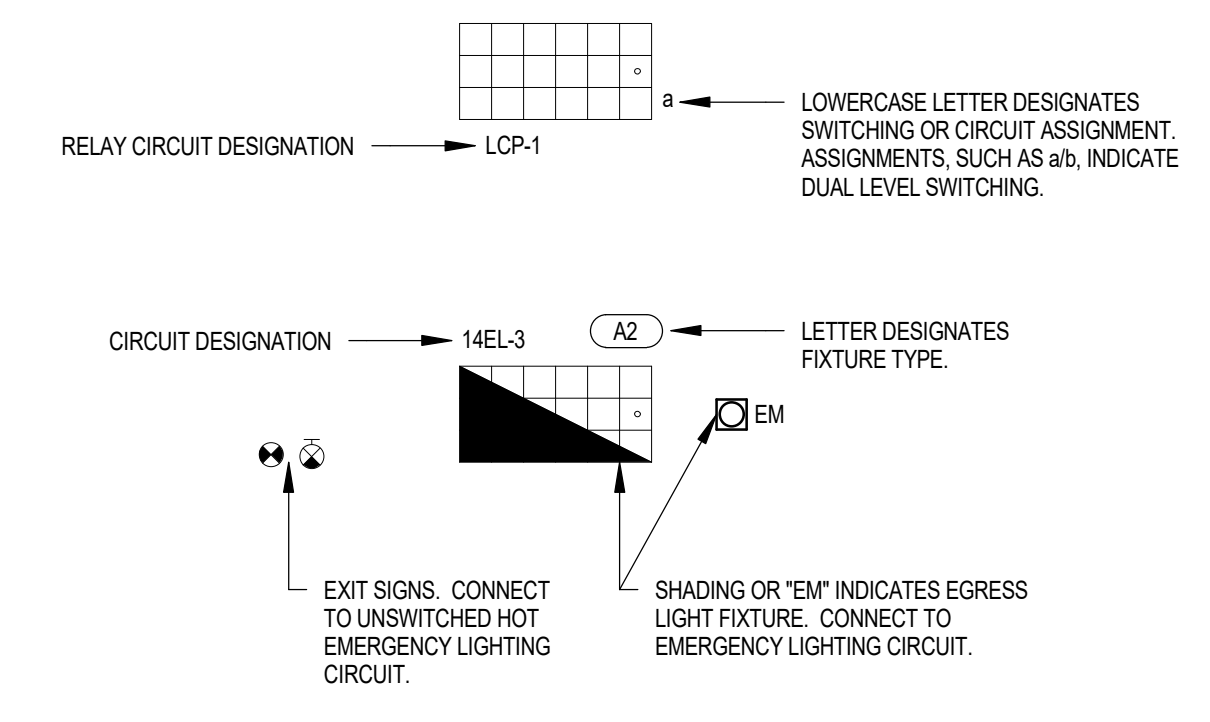 a
LOWERCASE LETTER DESIGNATES
SWITCHING OR CIRCUIT ASSIGNMENT.
ASSIGNMENTS, SUCH AS a/b, INDICATE
DUAL LEVEL SWITCHING.
RELAY CIRCUIT DESIGNATION
LCP-1
CIRCUIT DESIGNATION
14EL-3
A2
LETTER DESIGNATES
FIXTURE TYPE.
EM
EXIT SIGNS. CONNECT
TO UNSWITCHED HOT
EMERGENCY LIGHTING
CIRCUIT.
SHADING OR "EM" INDICATES EGRESS
LIGHT FIXTURE. CONNECT TO
EMERGENCY LIGHTING CIRCUIT.